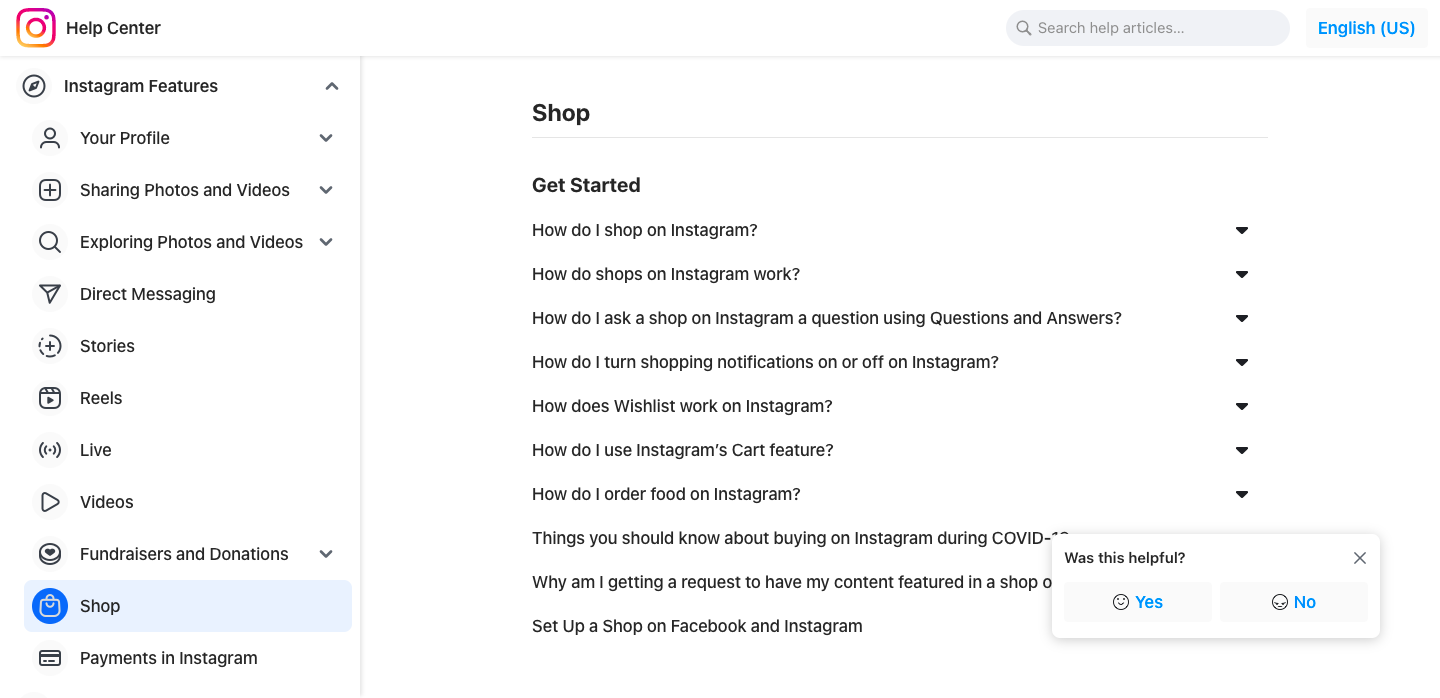 Help Center
Search help articles...
English (US)
Instagram Features
Your Profile
Sharing Photos and Videos
Exploring Photos and Videos
Direct Messaging
Stories
Reels
Live
Videos
Fundraisers and Donations
Shop
Payments in Instagram
Shop
Get Started
How do I shop on Instagram?
How do shops on Instagram work?
How do I ask a shop on Instagram a question using Questions and Answers?
How do I turn shopping notifications on or off on Instagram?
How does Wishlist work on Instagram?
How do I use Instagram’s Cart feature?
How do I order food on Instagram?
Things you should know about buying on Instagram during
Why am I getting a request to have my content featured in a shop
Set Up a Shop on Facebook and Instagram
Was this helpful?
Yes
No